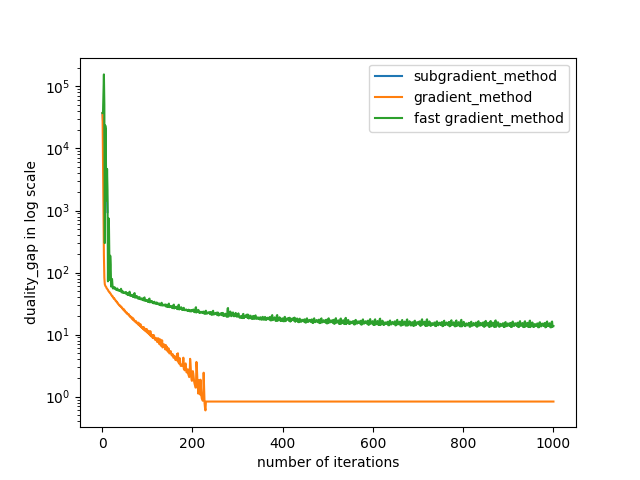 subgradient_method
gradient_method
fast gradient_method
duality_gap in log scale
10^5
10^4
10^3
10^2
10^1
10^0
0 200 400 600 800 1000
number of iterations